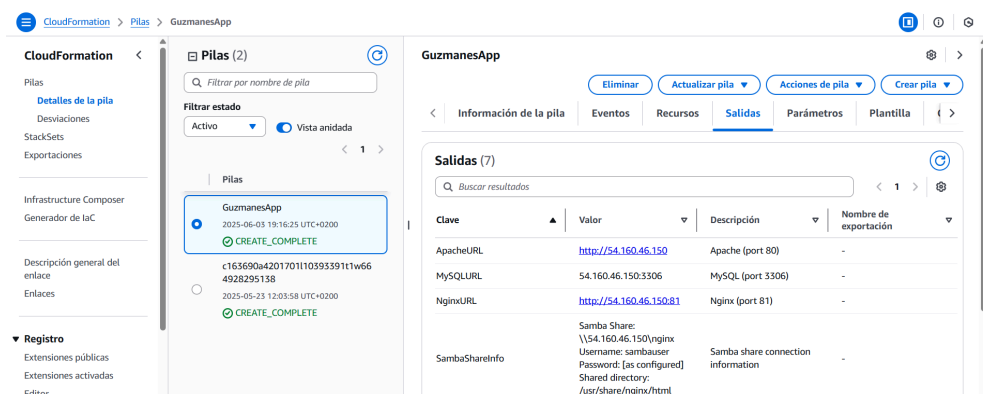 CloudFormation > Pilas > GuzmanesApp
CloudFormation
Pilas
Detalles de la pila
Desviaciones
StackSets
Exportaciones
Infrastructure Composer
Generador de IaC
Descripción general del
enlace
Enlaces
Registro
Extensiones públicas
Extensiones activadas
Editor
Pilas (2)
Filtrar por nombre de pila
Filtrar estado
Activo
Vista anidada
1
Pilas
GuzmanesApp
2025-06-03 19:16:25 UTC+0200
CREATE_COMPLETE
c163690a4201701l10393391t1w66
4928295138
2025-05-23 12:03:58 UTC+0200
CREATE_COMPLETE
GuzmanesApp
Eliminar
Actualizar pila
Acciones de pila
Crear pila
Información de la pila
Eventos
Recursos
Salidas
Parámetros
Plantilla
Salidas (7)
Buscar resultados
1
Clave
Valor
Descripción
Nombre de
exportación
ApacheURL
http://54.160.46.150
Apache (port 80)
-
MySQLURL
54.160.46.150:3306
MySQL (port 3306)
-
NginxURL
http://54.160.46.150:81
Nginx (port 81)
-
SambaShareInfo
Samba Share:
\\54.160.46.150\nginx
Username: sambauser
Password: [as configured]
Shared directory:
/usr/share/nginx/html
Samba share connection
information
-